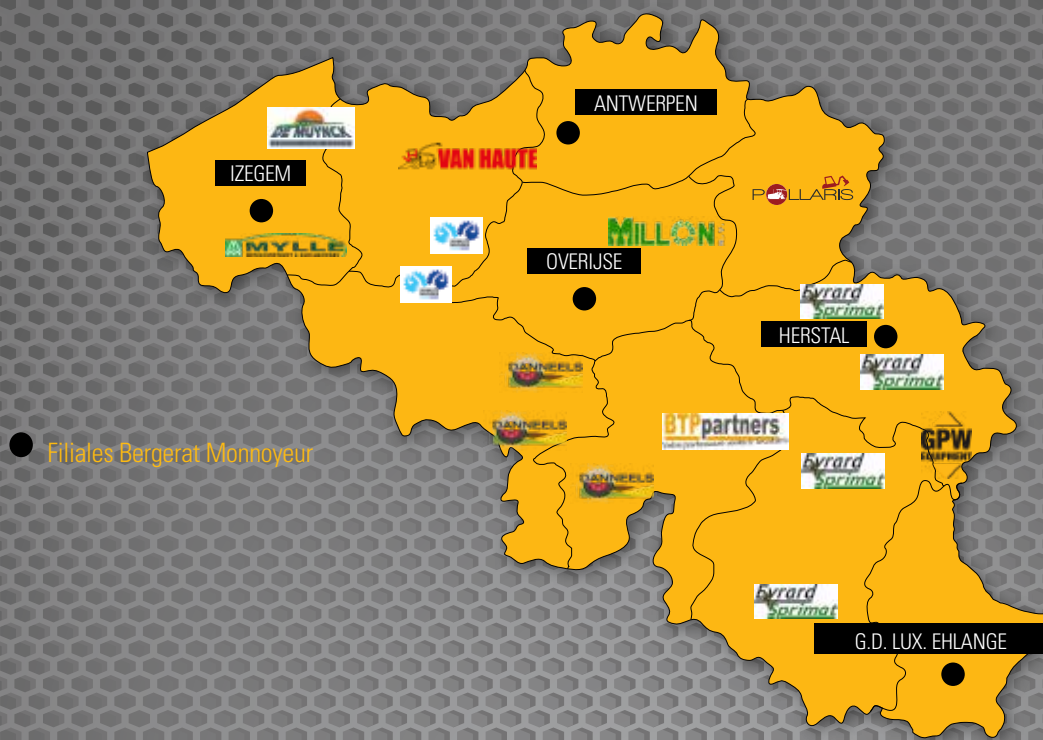 ANTWERPEN
DE MUYNCK
VAN HAUTE
IZEGEM
POLLARIS
MILLON
MYLLE
OVERIJSE
Evrard
Sprimat
HERSTAL
Evrard
Sprimat
DANNEELS
DANNEELS
BTPpartners
GPW
EQUIPMENT
Filiales Bergerat Monnoyeur
Evrard
Sprimat
DANNEELS
Evrard
Sprimat
G.D. LUX. EHLANGE